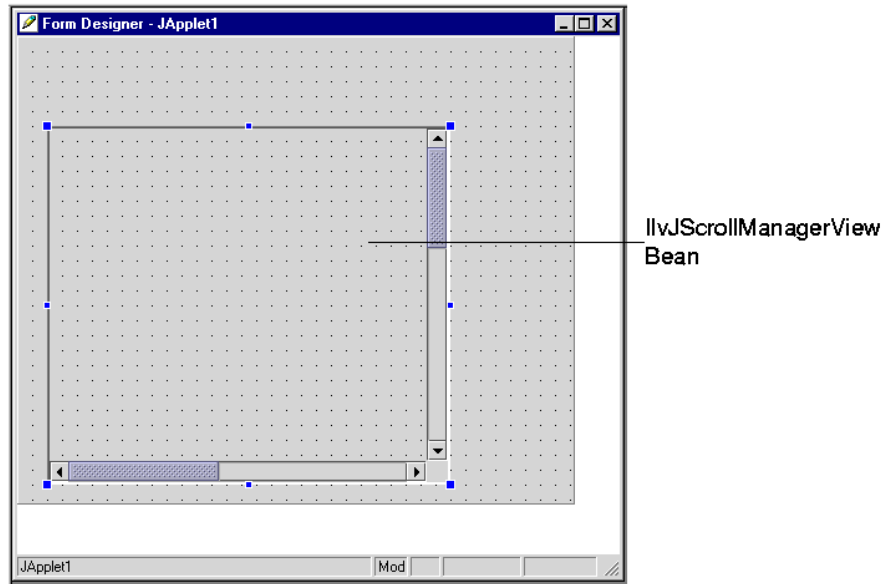 Form Designer - JApplet1
IlvJScrollManagerView
Bean
JApplet1
Mod